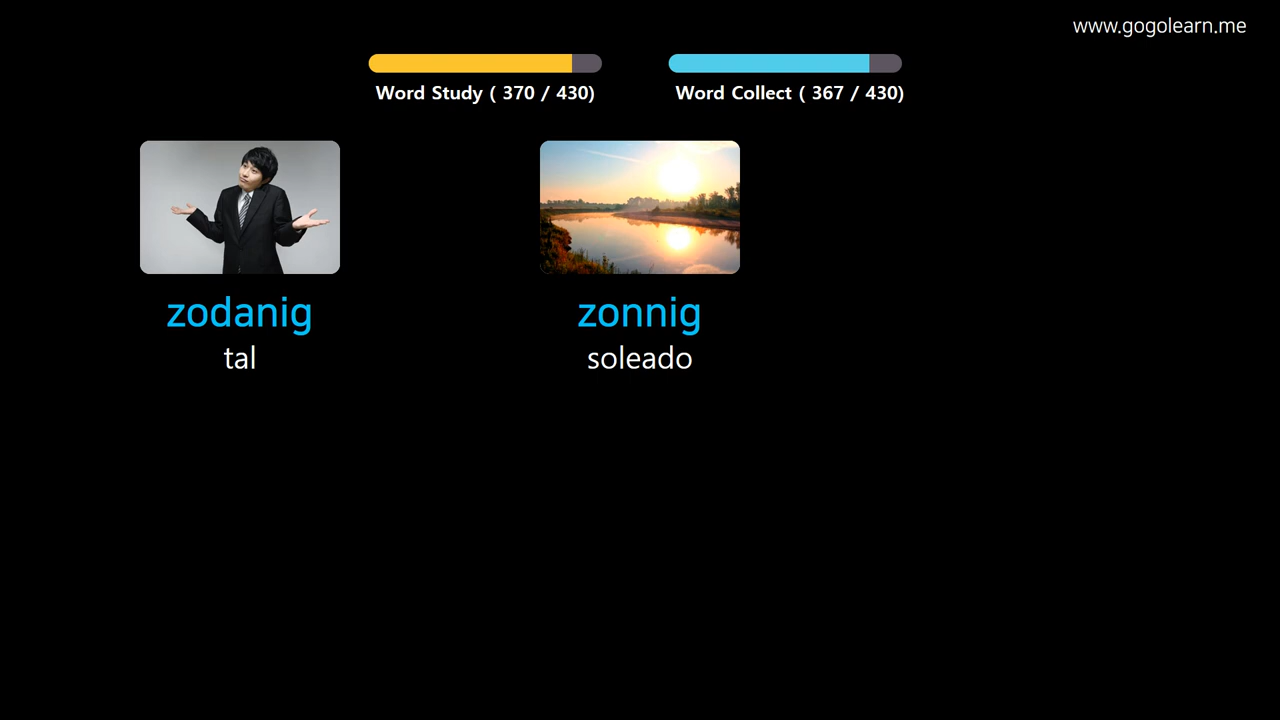 www.gogolearn.me
Word Study ( 370 / 430)
Word Collect ( 367 / 430)
zodanig
tal
zonnig
soleado